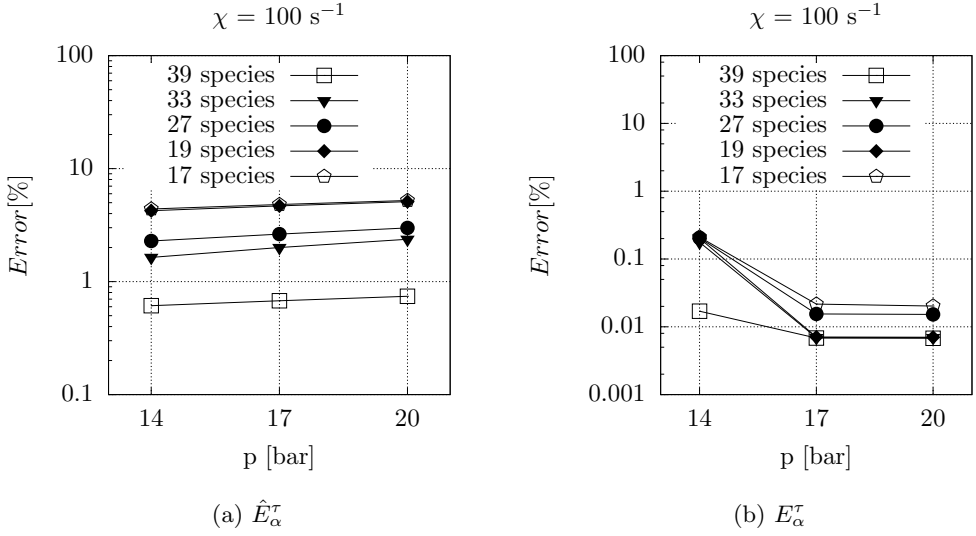 χ = 100 s⁻¹
100
10
1
0.1
Error[%]
39 species
33 species
27 species
19 species
17 species
14
17
20
p [bar]
(a) Ê_α^τ
χ = 100 s⁻¹
100
10
1
0.1
0.01
0.001
Error[%]
39 species
33 species
27 species
19 species
17 species
14
17
20
p [bar]
(b) E_α^τ